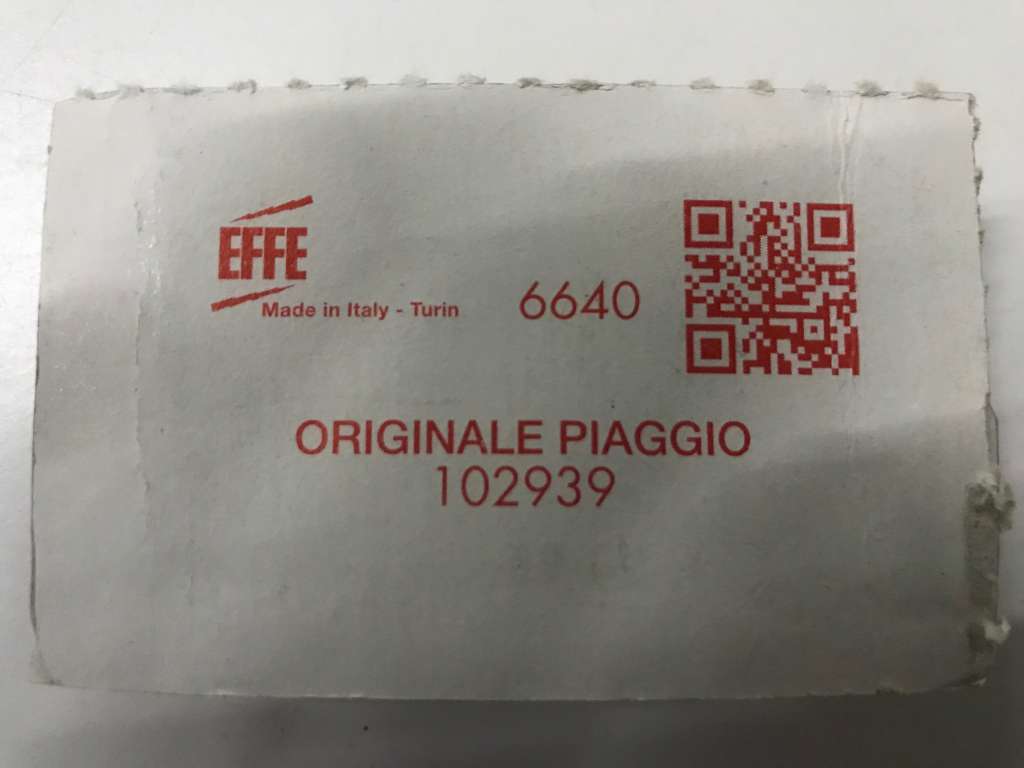 EFFE
Made in Italy - Turin
6640
ORIGINALE PIAGGIO
102939